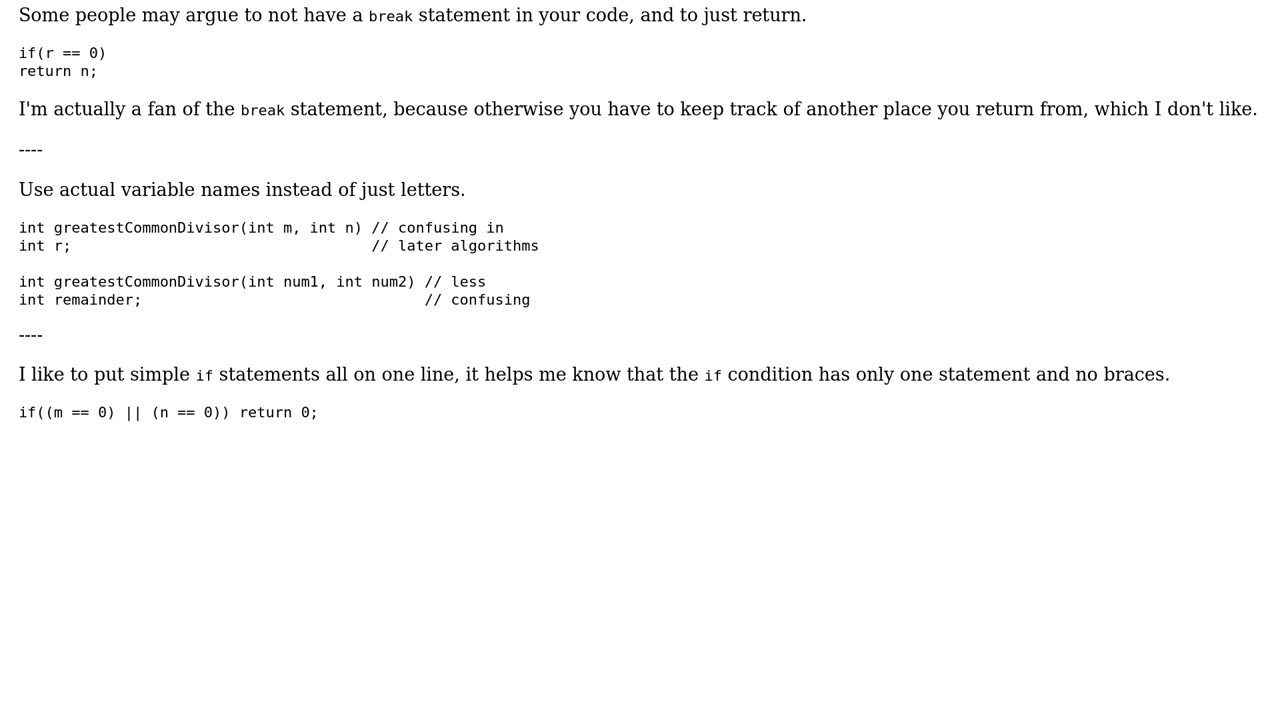 Some people may argue to not have a break statement in your code, and to just return.
if(r == 0)
return n;
I'm actually a fan of the break statement, because otherwise you have to keep track of another place you return from, which I don't like.
----
Use actual variable names instead of just letters.
int greatestCommonDivisor(int m, int n) // confusing in
int r;                                  // later algorithms
int greatestCommonDivisor(int num1, int num2) // less
int remainder;                                // confusing
----
I like to put simple if statements all on one line, it helps me know that the if condition has only one statement and no braces.
if((m == 0) || (n == 0)) return 0;